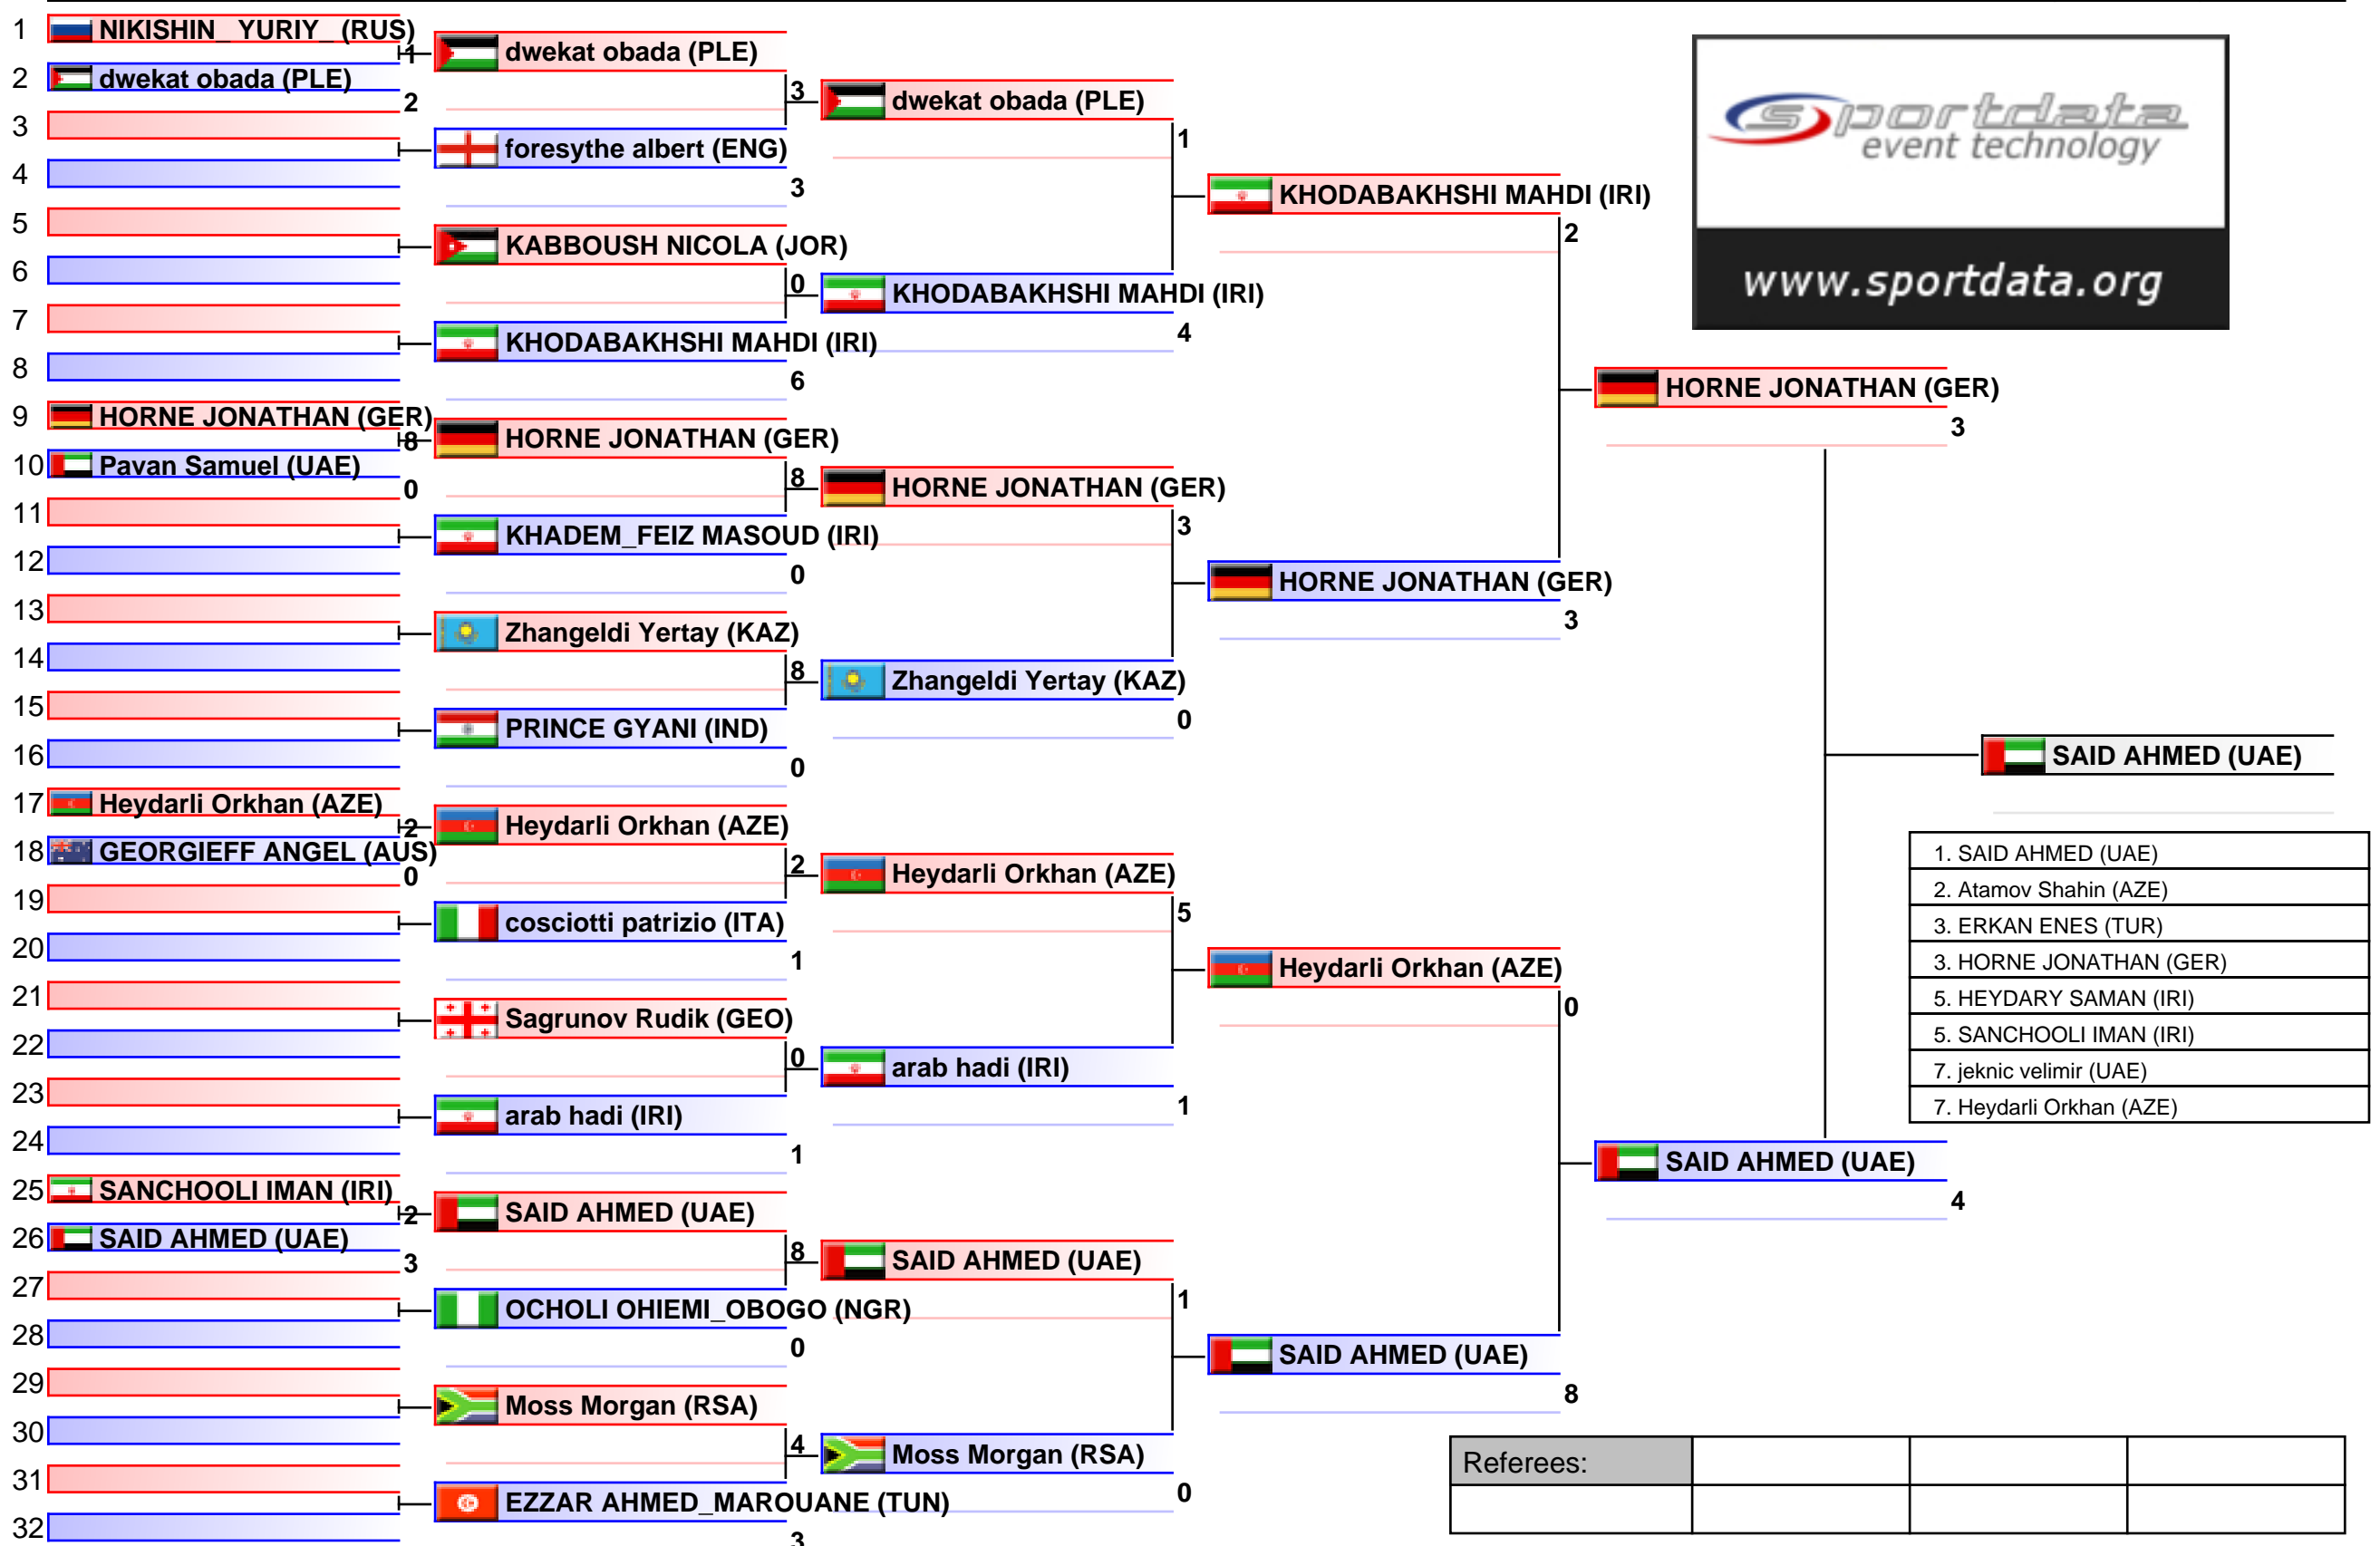 1 NIKISHIN_ YURIY_ (RUS)
1
dwekat obada (PLE)
2 dwekat obada (PLE)
2
3
dwekat obada (PLE)
3
foresythe albert (ENG)
1
4
3
KHODABAKHSHI MAHDI (IRI)
5
2
KABBOUSH NICOLA (JOR)
6
0
KHODABAKHSHI MAHDI (IRI)
7
4
KHODABAKHSHI MAHDI (IRI)
8
6
HORNE JONATHAN (GER)
3
9 HORNE JONATHAN (GER)
8
HORNE JONATHAN (GER)
10 Pavan Samuel (UAE)
0
8
HORNE JONATHAN (GER)
11
3
KHADEM_FEIZ MASOUD (IRI)
12
0
HORNE JONATHAN (GER)
13
3
Zhangeldi Yertay (KAZ)
14
8
Zhangeldi Yertay (KAZ)
15
0
PRINCE GYANI (IND)
16
0
SAID AHMED (UAE)
17 Heydarli Orkhan (AZE)
2
Heydarli Orkhan (AZE)
18 GEORGIEFF ANGEL (AUS)
0
2
Heydarli Orkhan (AZE)
19
5
cosciotti patrizio (ITA)
20
1
Heydarli Orkhan (AZE)
21
0
Sagrunov Rudik (GEO)
22
0
arab hadi (IRI)
23
1
arab hadi (IRI)
24
1
SAID AHMED (UAE)
4
25 SANCHOOLI IMAN (IRI)
2
SAID AHMED (UAE)
26 SAID AHMED (UAE)
3
8
SAID AHMED (UAE)
27
1
OCHOLI OHIEMI_OBOGO (NGR)
28
0
SAID AHMED (UAE)
29
8
Moss Morgan (RSA)
30
4
Moss Morgan (RSA)
31
0
EZZAR AHMED_MAROUANE (TUN)
32
3
sportdata
event technology
www.sportdata.org
1. SAID AHMED (UAE)
2. Atamov Shahin (AZE)
3. ERKAN ENES (TUR)
3. HORNE JONATHAN (GER)
5. HEYDARY SAMAN (IRI)
5. SANCHOOLI IMAN (IRI)
7. jeknic velimir (UAE)
7. Heydarli Orkhan (AZE)
Referees: